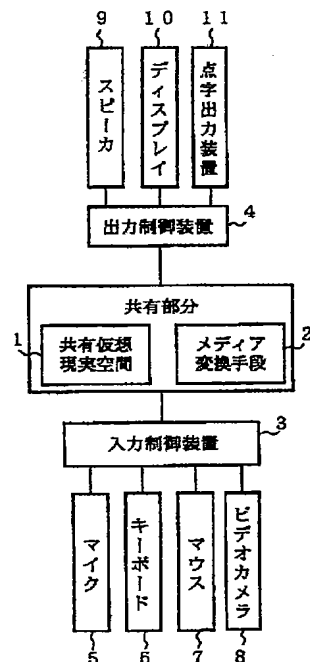 9 10 11
スピーカ
ディスプレイ
点字出力装置
出力制御装置
4
共有部分
1
共有仮想
現実空間
メディア
変換手段
2
入力制御装置
3
マイク
キーボード
マウス
ビデオカメラ
5 6 7 8